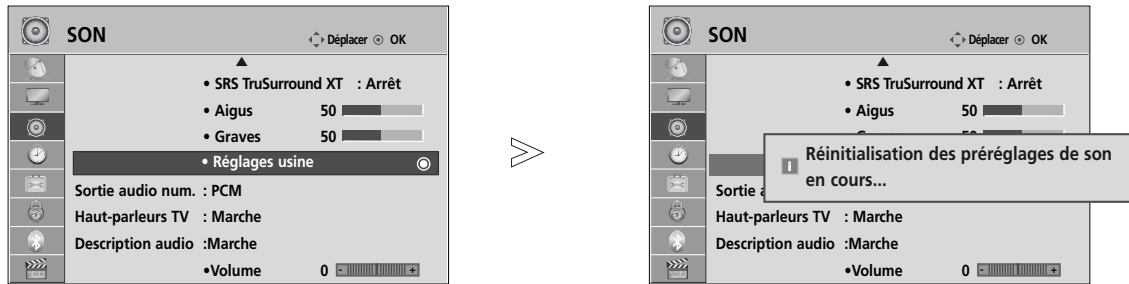 SON
Déplacer OK
• SRS TruSurround XT : Arrêt
• Aigus 50
• Graves 50
• Réglages usine
Sortie audio num. : PCM
Haut-parleurs TV : Marche
Description audio :Marche
•Volume 0 - +
>
SON
Déplacer OK
• SRS TruSurround XT : Arrêt
• Aigus 50
Réinitialisation des préréglages de son
en cours...
Sortie
Haut-parleurs TV : Marche
Description audio :Marche
•Volume 0 - +